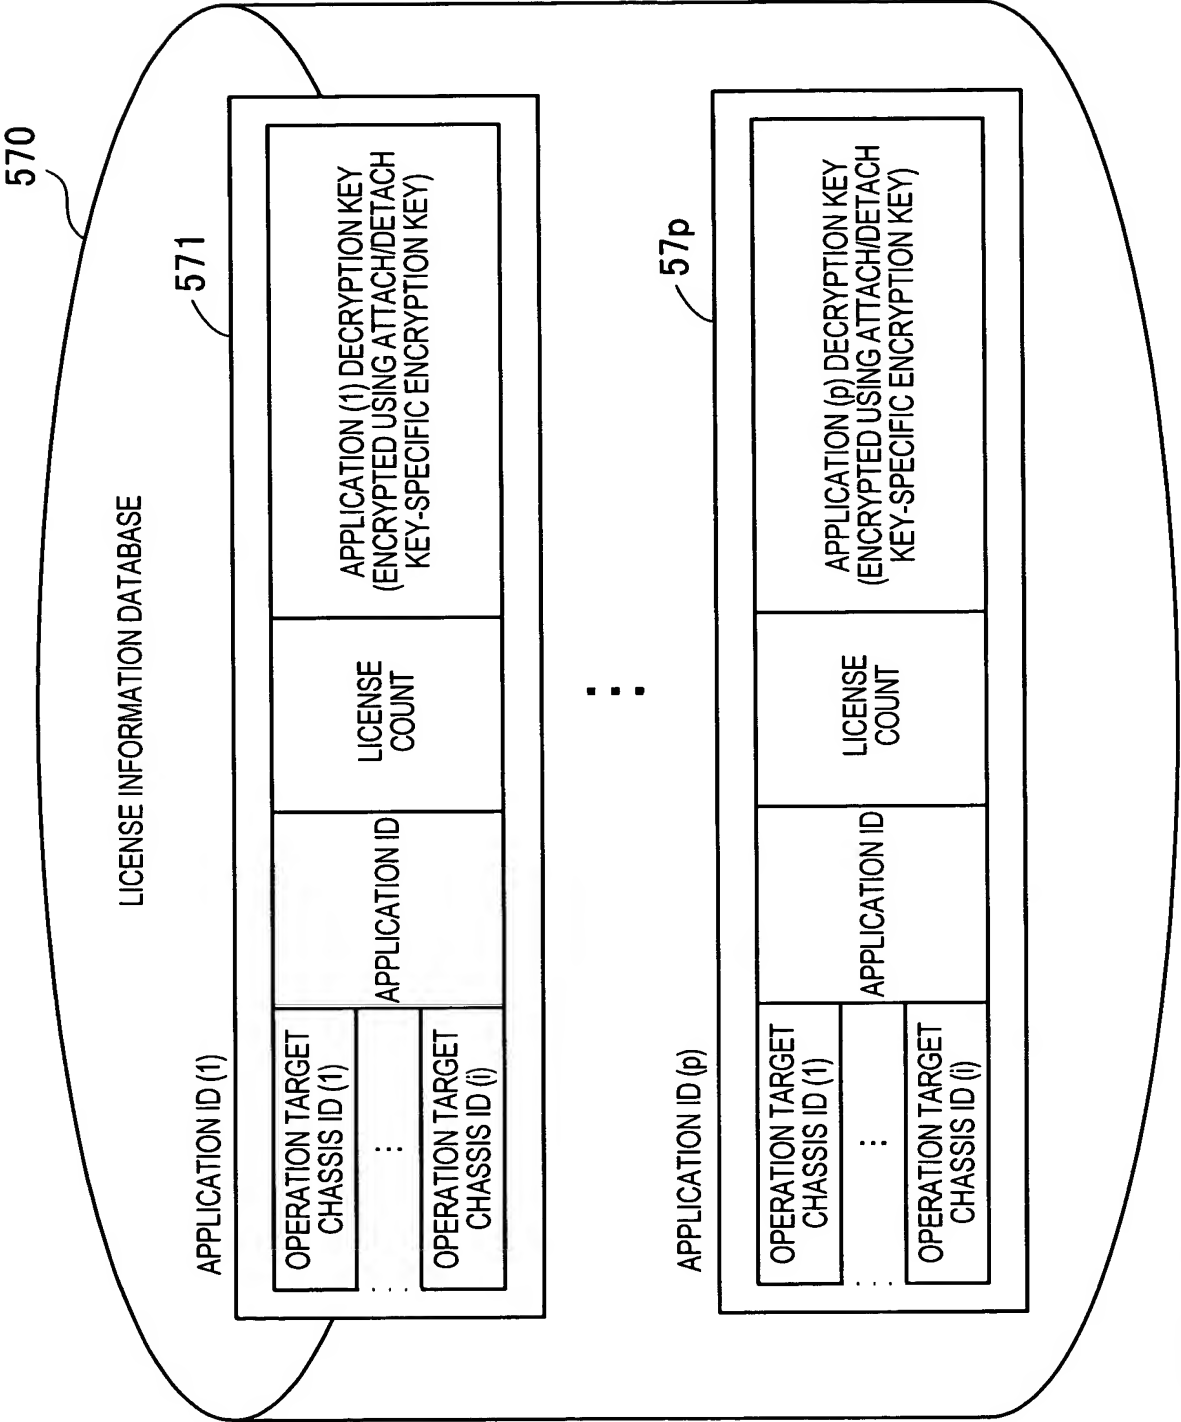 570
LICENSE INFORMATION DATABASE
APPLICATION ID (1)
571
OPERATION TARGET
CHASSIS ID (1)
...
OPERATION TARGET
CHASSIS ID (i)
APPLICATION ID
LICENSE
COUNT
APPLICATION (1) DECRYPTION KEY
(ENCRYPTED USING ATTACH/DETACH
KEY-SPECIFIC ENCRYPTION KEY)
...
APPLICATION ID (p)
57p
OPERATION TARGET
CHASSIS ID (1)
...
OPERATION TARGET
CHASSIS ID (i)
APPLICATION ID
LICENSE
COUNT
APPLICATION (p) DECRYPTION KEY
(ENCRYPTED USING ATTACH/DETACH
KEY-SPECIFIC ENCRYPTION KEY)